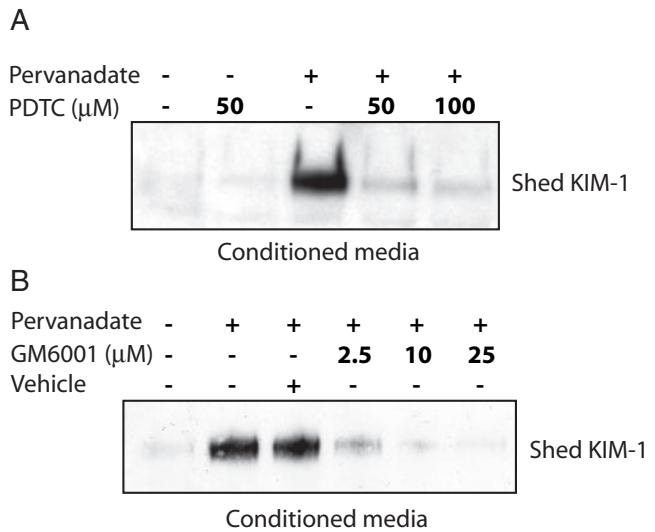 A
Pervanadate - - + + +
PDTC (µM) - 50 - 50 100
Shed KIM-1
Conditioned media
B
Pervanadate - + + + + +
GM6001 (µM) - - - 2.5 10 25
Vehicle - - + - - -
Shed KIM-1
Conditioned media